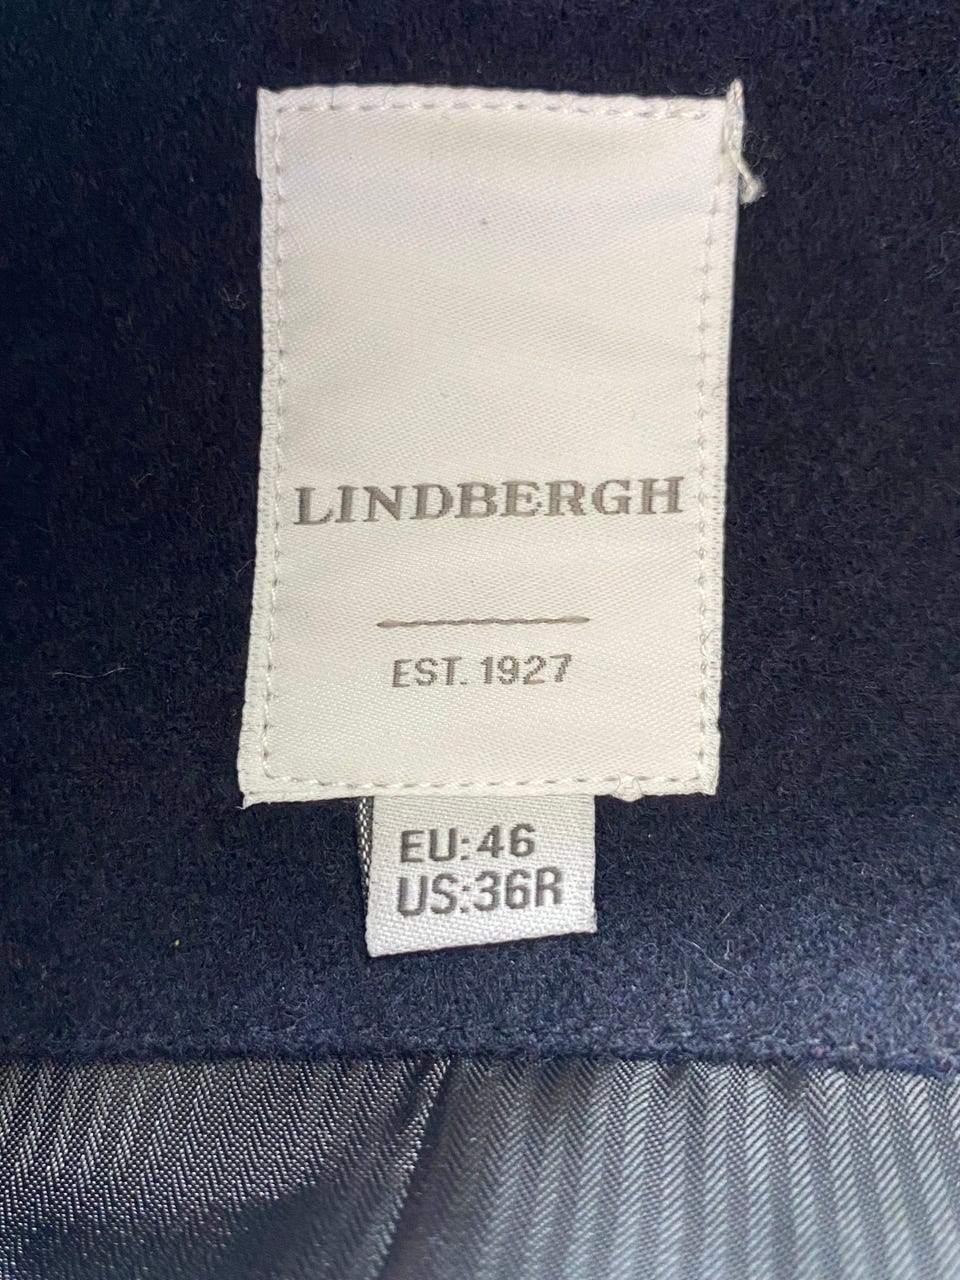 LINDBERGH
EST. 1927
EU:46
US:36R